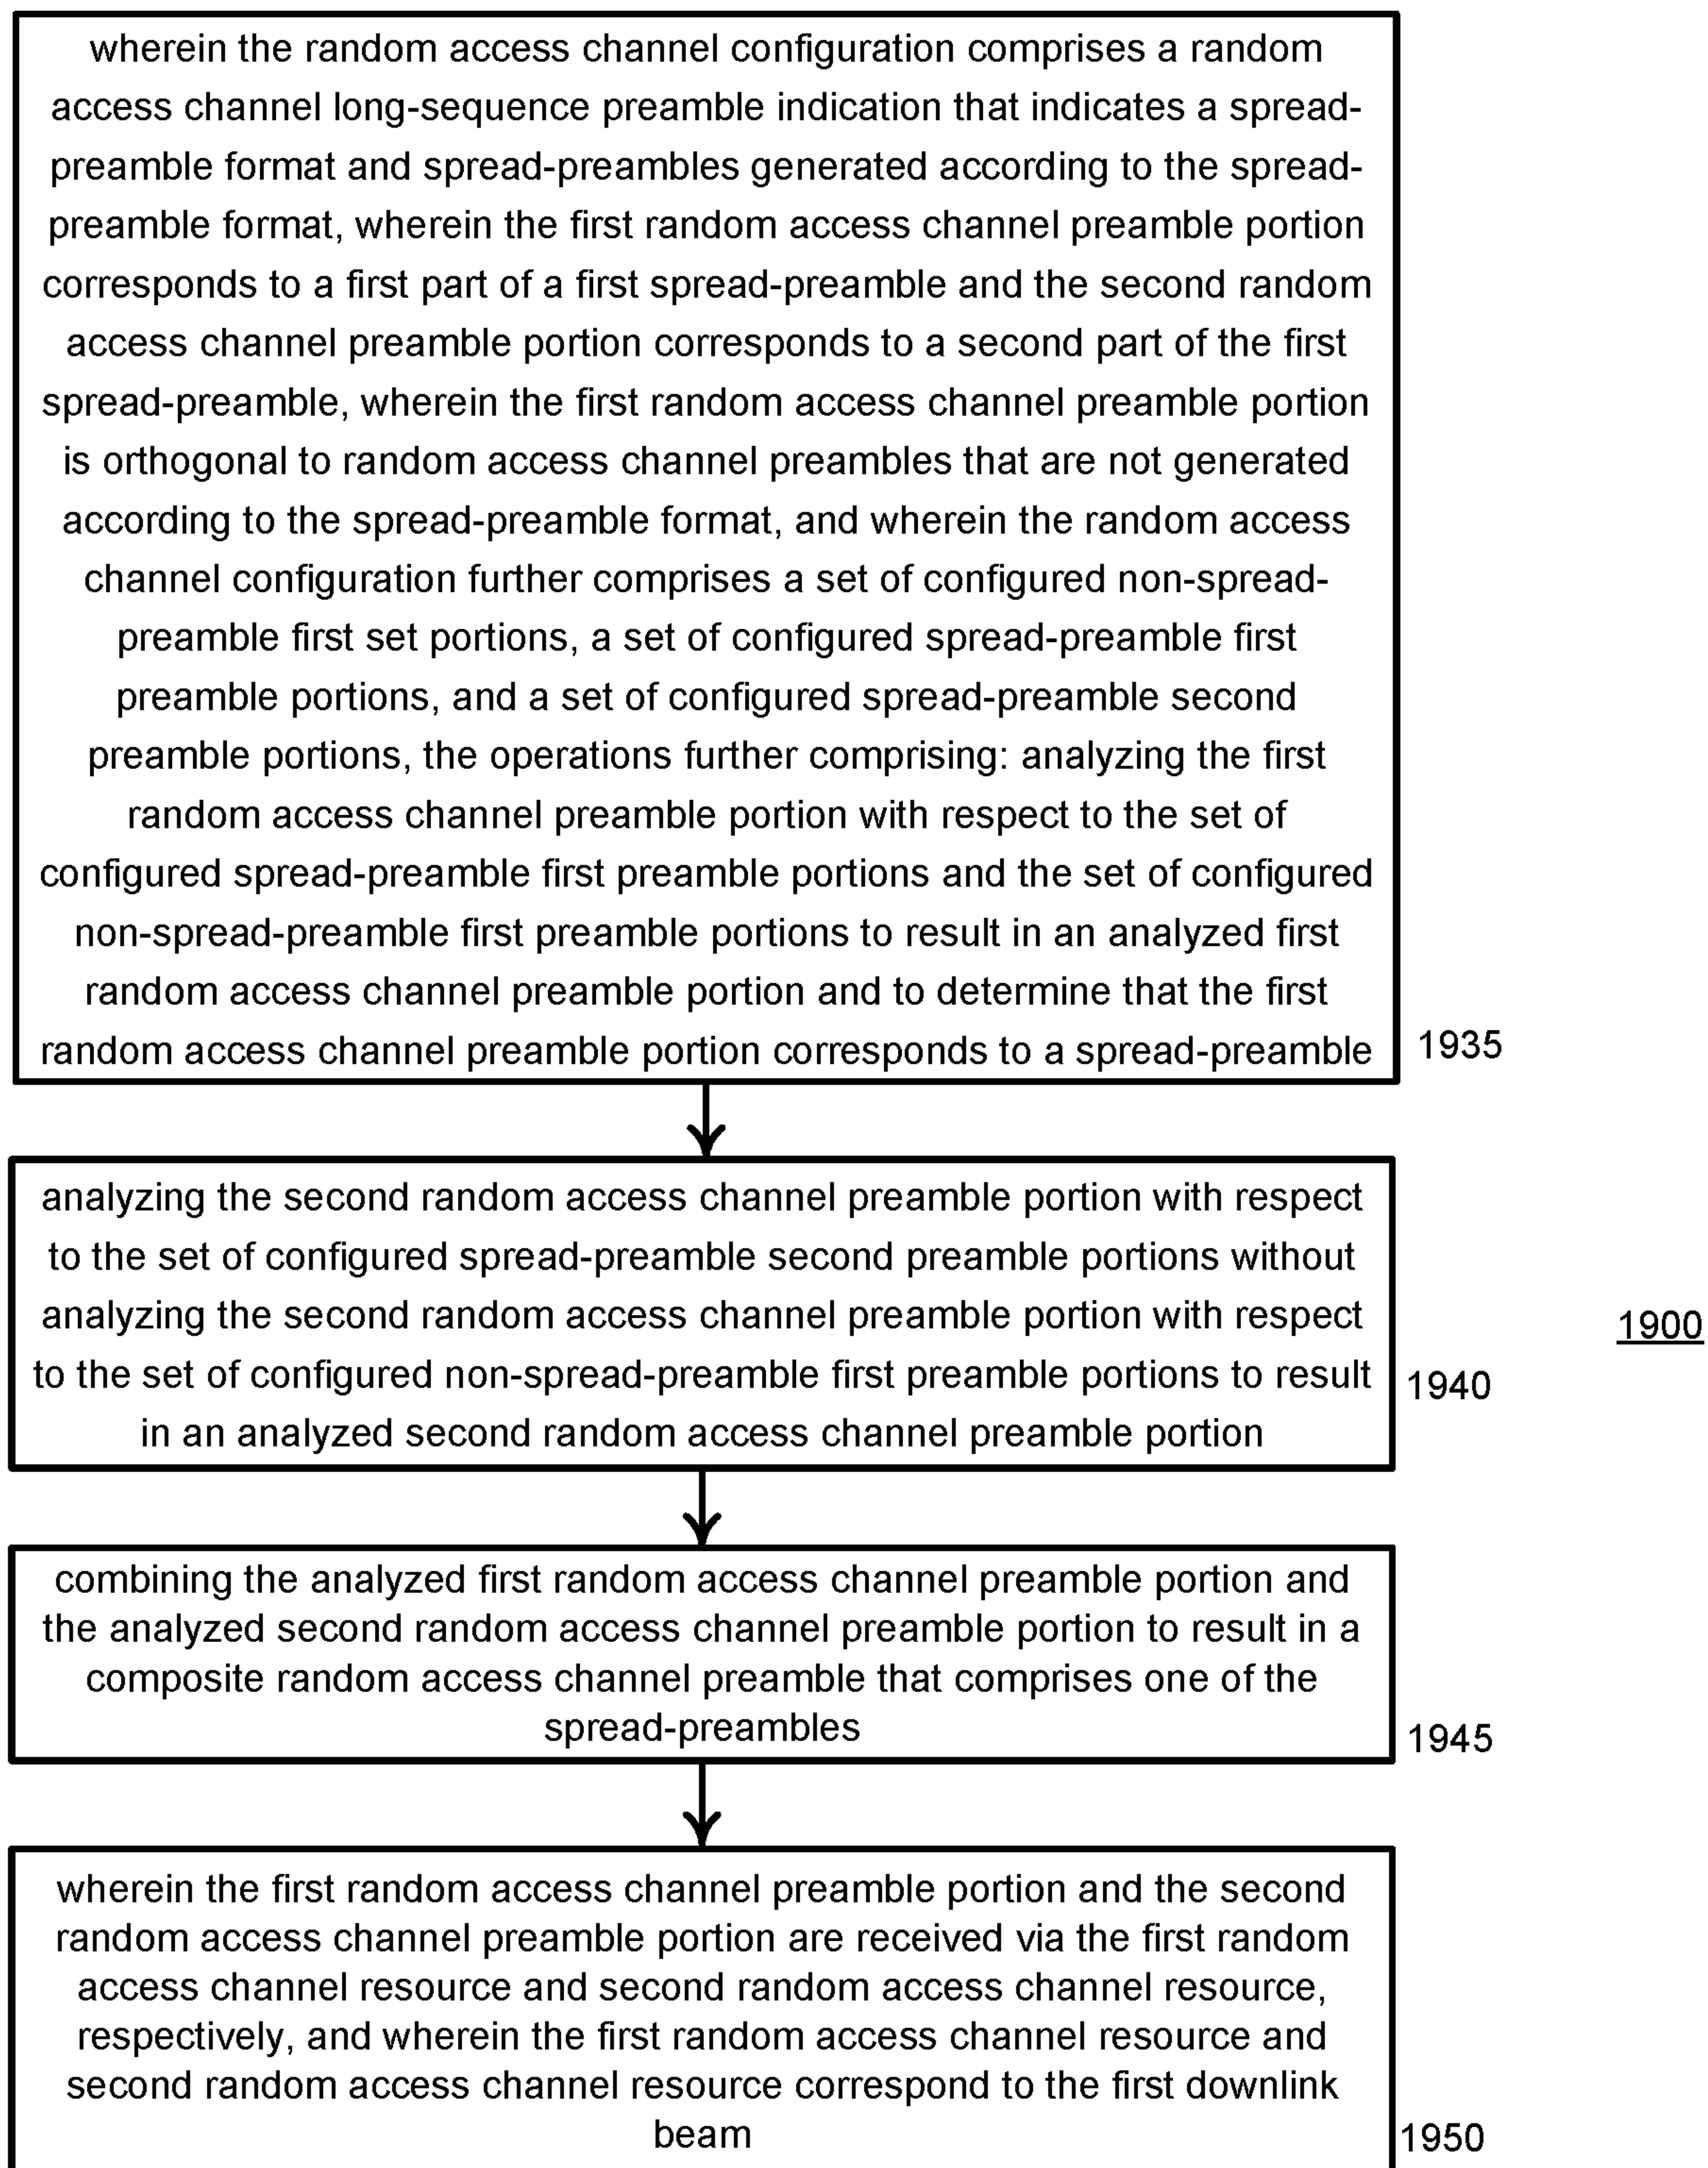 wherein the random access channel configuration comprises a random
access channel long-sequence preamble indication that indicates a spread-
preamble format and spread-preambles generated according to the spread-
preamble format, wherein the first random access channel preamble portion
corresponds to a first part of a first spread-preamble and the second random
access channel preamble portion corresponds to a second part of the first
spread-preamble, wherein the first random access channel preamble portion
is orthogonal to random access channel preambles that are not generated
according to the spread-preamble format, and wherein the random access
channel configuration further comprises a set of configured non-spread-
preamble first set portions, a set of configured spread-preamble first
preamble portions, and a set of configured spread-preamble second
preamble portions, the operations further comprising: analyzing the first
random access channel preamble portion with respect to the set of
configured spread-preamble first preamble portions and the set of configured
non-spread-preamble first preamble portions to result in an analyzed first
random access channel preamble portion and to determine that the first
random access channel preamble portion corresponds to a spread-preamble
1935
analyzing the second random access channel preamble portion with respect
to the set of configured spread-preamble second preamble portions without
analyzing the second random access channel preamble portion with respect
to the set of configured non-spread-preamble first preamble portions to result
in an analyzed second random access channel preamble portion
1940
1900
combining the analyzed first random access channel preamble portion and
the analyzed second random access channel preamble portion to result in a
composite random access channel preamble that comprises one of the
spread-preambles
1945
wherein the first random access channel preamble portion and the second
random access channel preamble portion are received via the first random
access channel resource and second random access channel resource,
respectively, and wherein the first random access channel resource and
second random access channel resource correspond to the first downlink
beam
1950